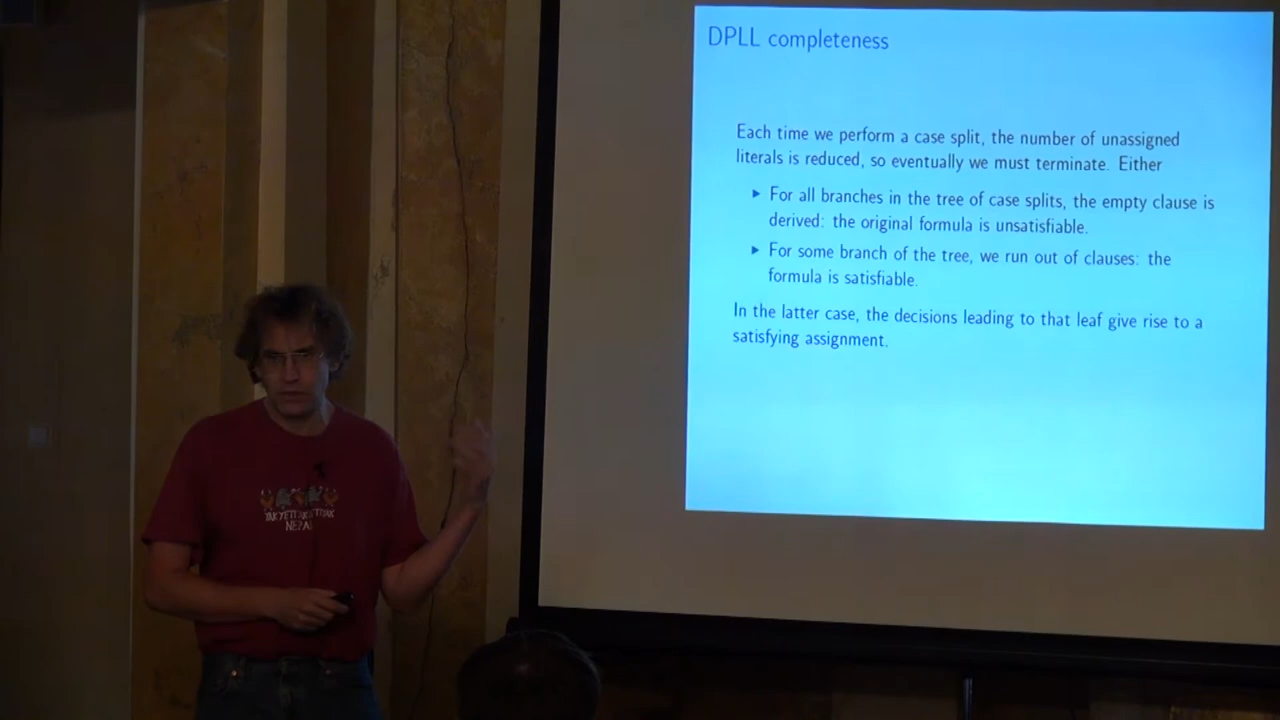 DPLL completeness
Each time we perform a case split, the number of unassigned
literals is reduced, so eventually we must terminate. Either
▶ For all branches in the tree of case splits, the empty clause is
derived: the original formula is unsatisfiable.
▶ For some branch of the tree, we run out of clauses: the
formula is satisfiable.
In the latter case, the decisions leading to that leaf give rise to a
satisfying assignment.
NEPAL